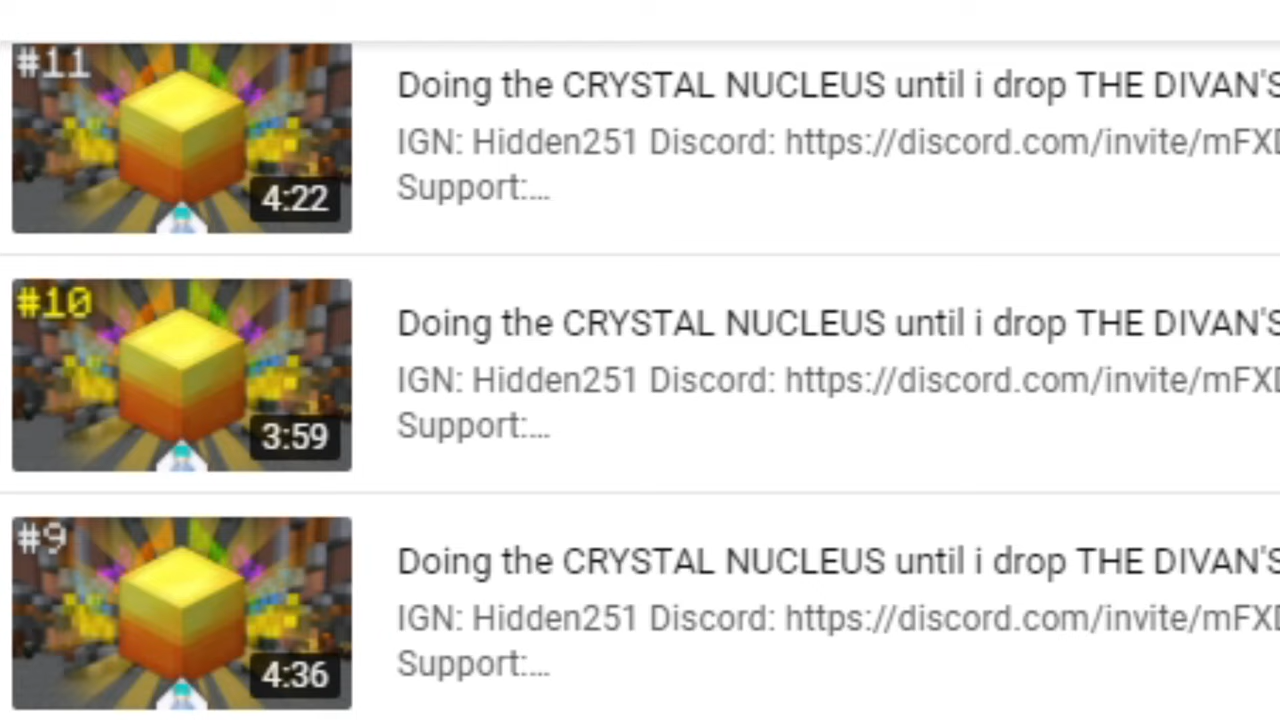 #11
Doing the CRYSTAL NUCLEUS until i drop THE DIVAN'S
IGN: Hidden251 Discord: https://discord.com/invite/mFX
Support:...
4:22
#10
Doing the CRYSTAL NUCLEUS until i drop THE DIVAN'S
IGN: Hidden251 Discord: https://discord.com/invite/mFX
Support:...
3:59
#9
Doing the CRYSTAL NUCLEUS until i drop THE DIVAN'S
IGN: Hidden251 Discord: https://discord.com/invite/mFX
Support:...
4:36